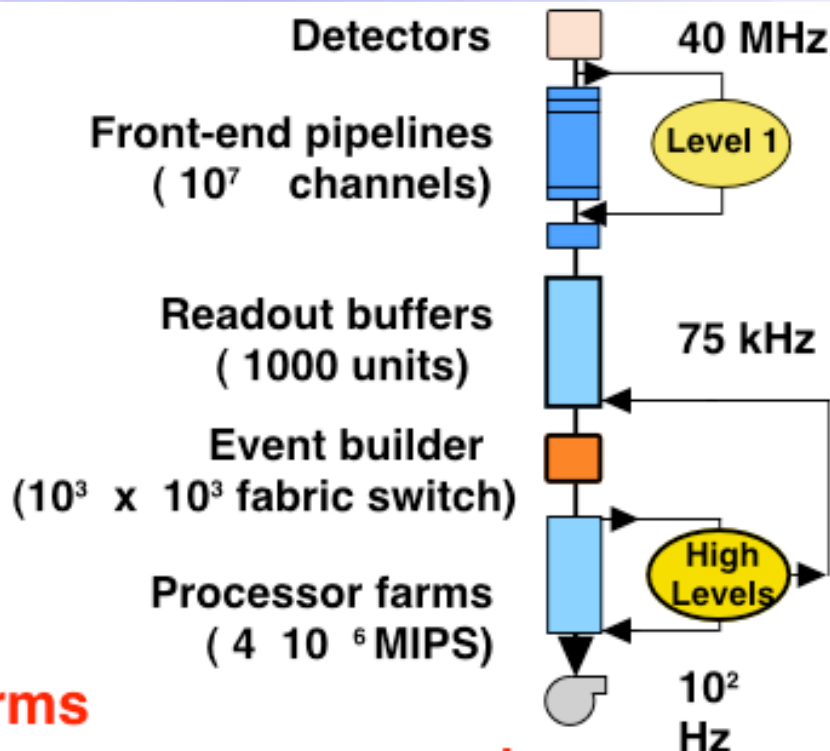 Detectors 40 MHz
Front-end pipelines
( 10⁷ channels)
Level 1
Readout buffers
( 1000 units)
75 kHz
Event builder
(10³ x 10³ fabric switch)
High
Levels
Processor farms
( 4 10 ⁶ MIPS)
10²
Hz
rms